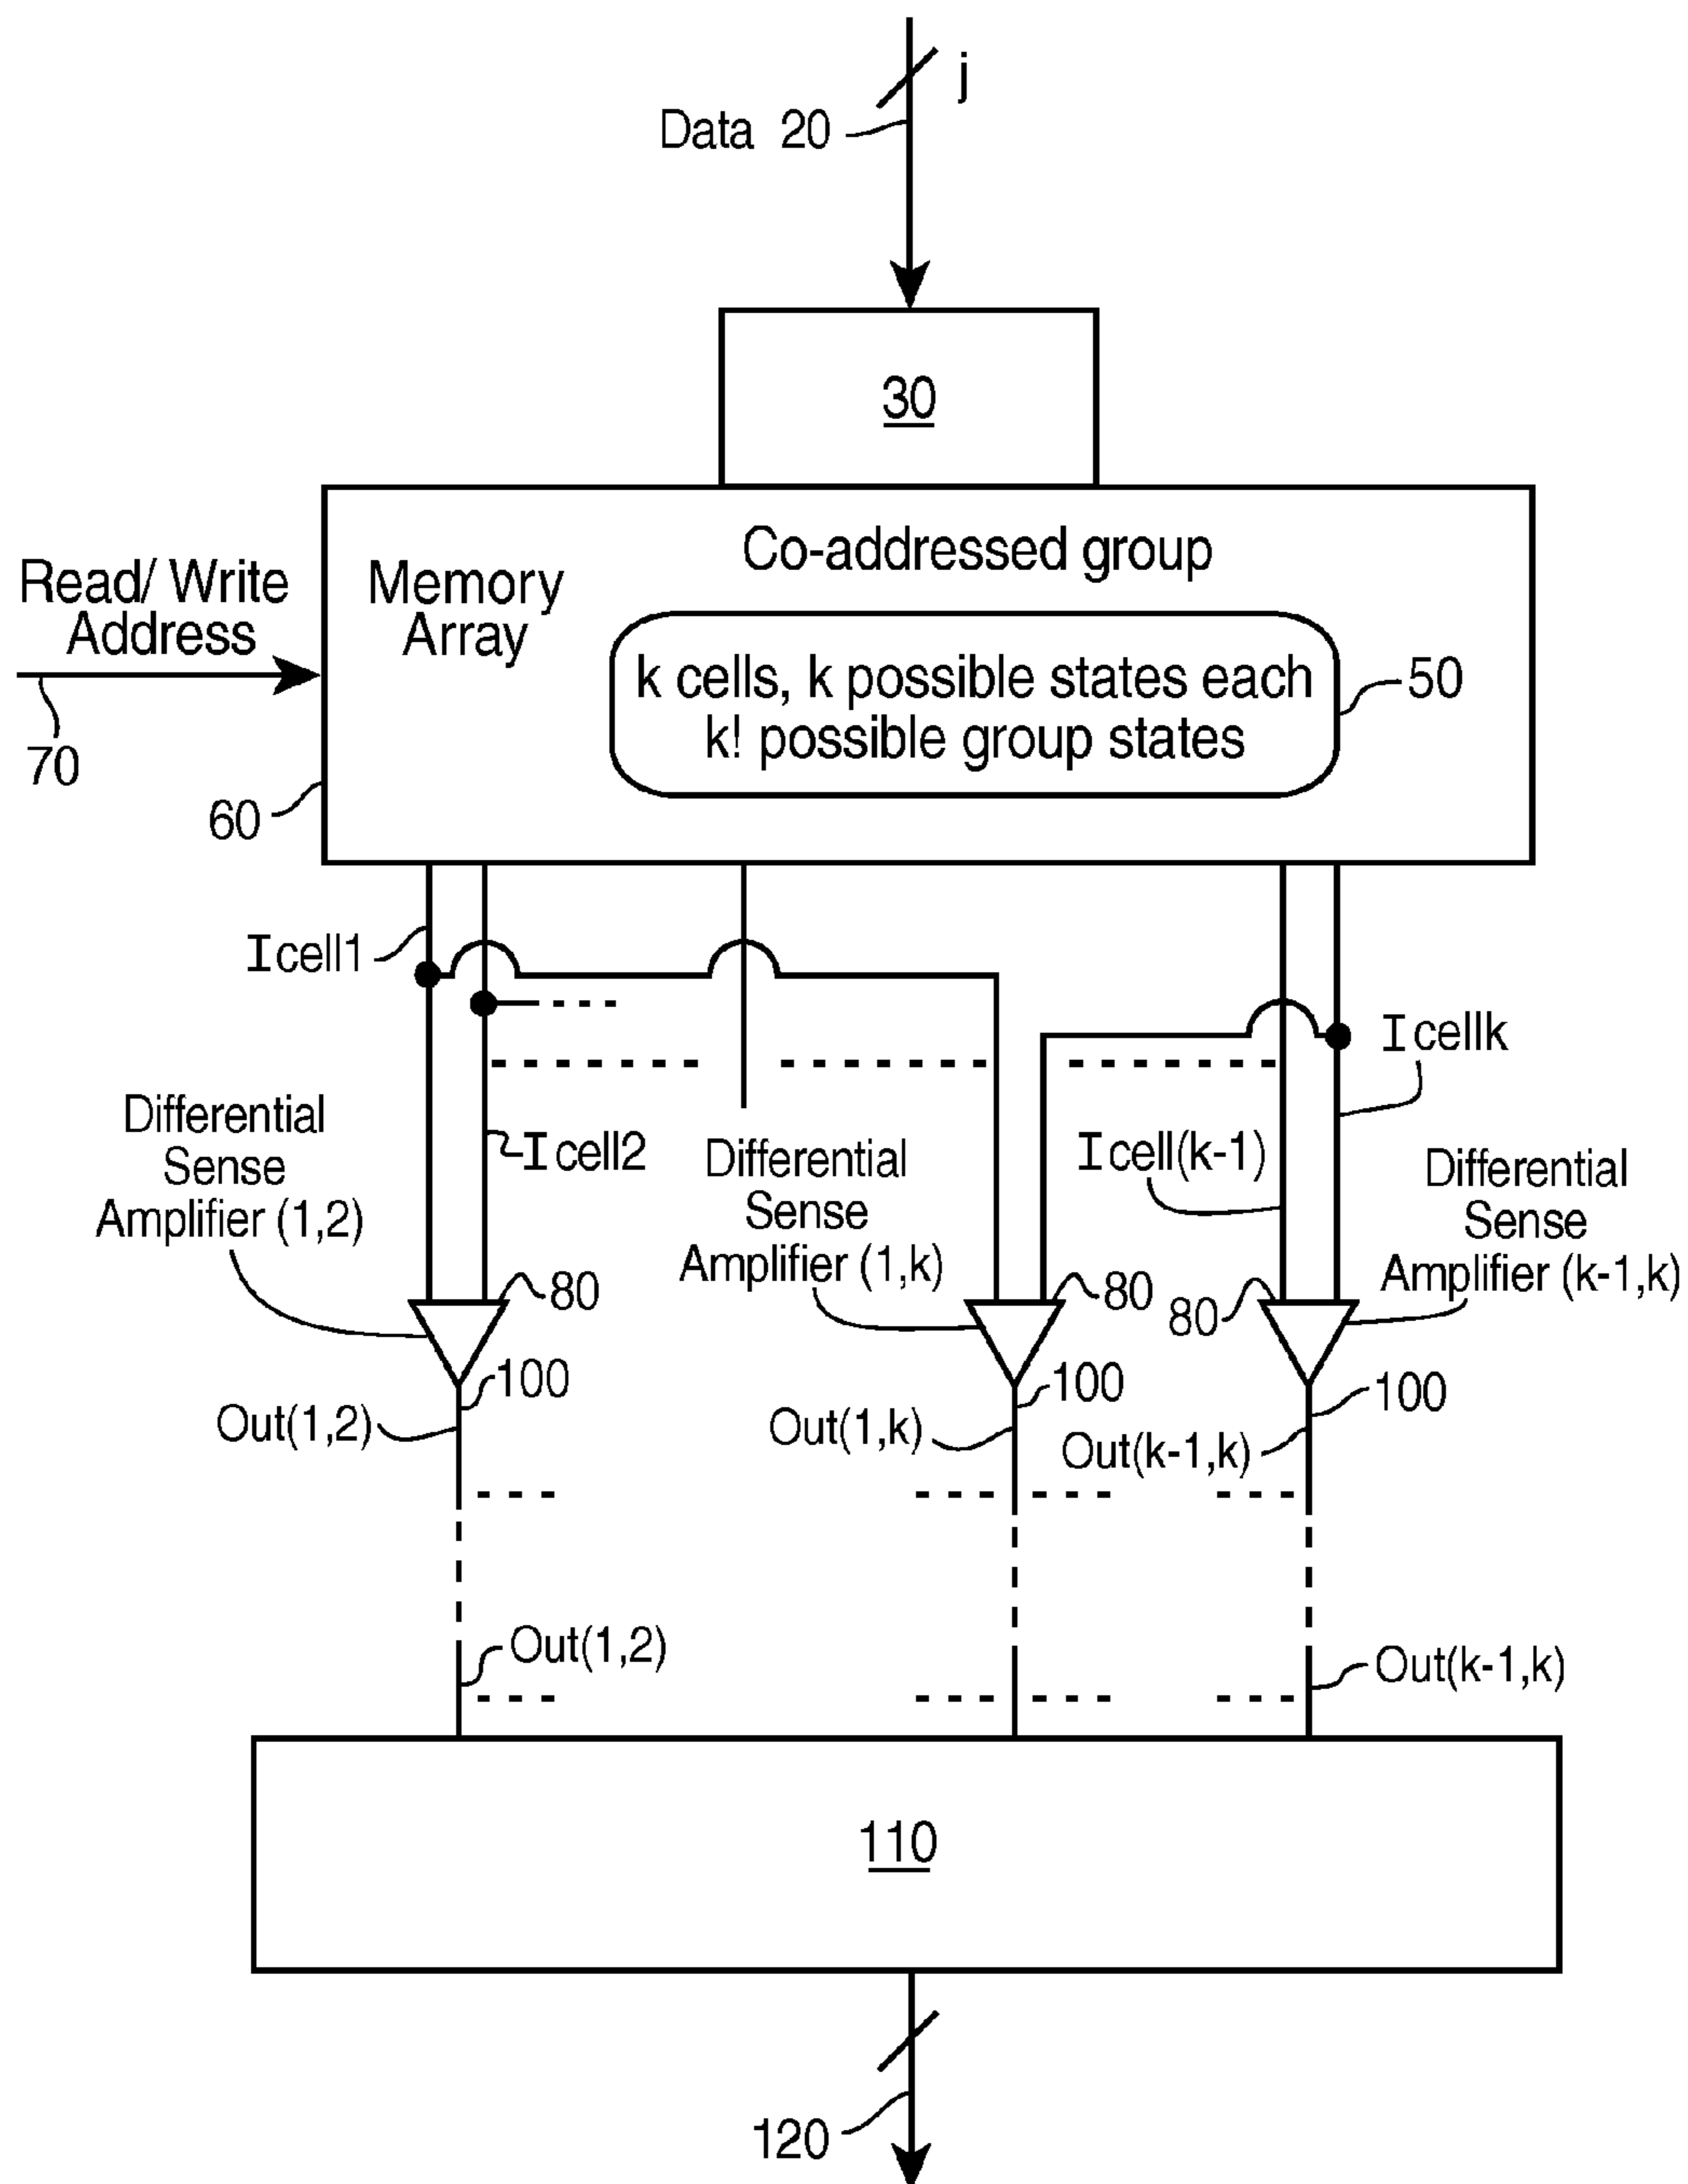 j
Data 20
30
Co-addressed group
Read/ Write
Address
Memory
Array
k cells, k possible states each
k! possible group states
50
70
60
Icell1
Icellk
Icell2
Icell(k-1)
Differential
Sense
Amplifier (1,2)
Differential
Sense
Amplifier (1,k)
Differential
Sense
Amplifier (k-1,k)
80
80
80
100
100
100
Out(1,2)
Out(1,k)
Out(k-1,k)
Out(1,2)
Out(k-1,k)
110
120